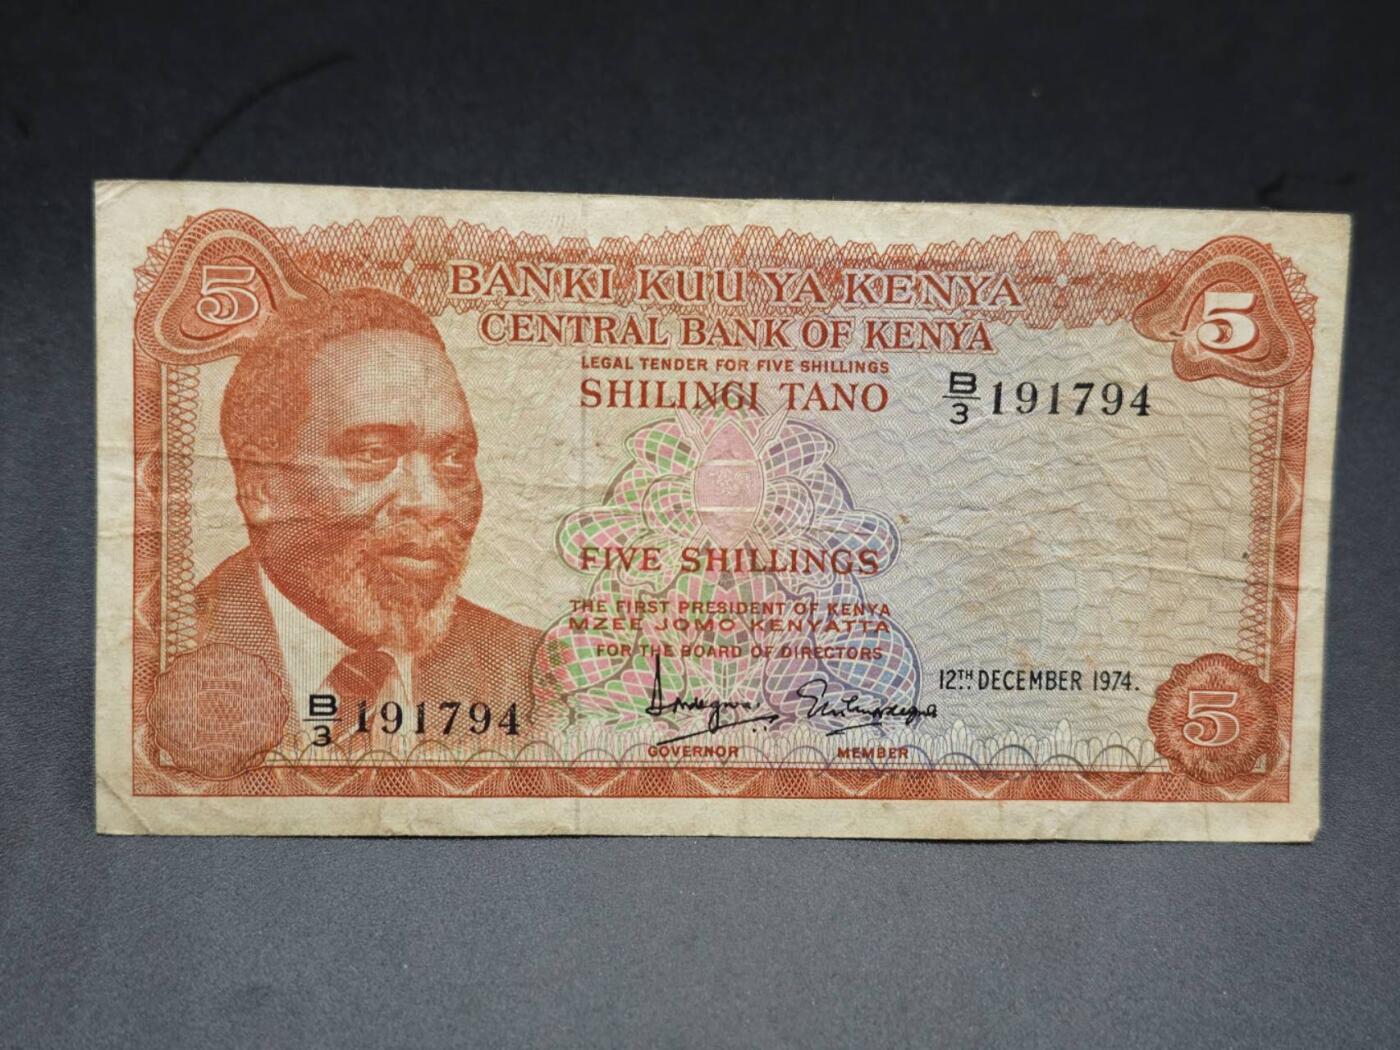 5
5
BANKI KUU YA KENYA
CENTRAL BANK OF KENYA
LEGAL TENDER FOR FIVE SHILLINGS
SHILINGI TANO
B/3 191794
FIVE SHILLINGS
THE FIRST PRESIDENT OF KENYA
MZEE JOMO KENYATTA
FOR THE BOARD OF DIRECTORS
12TH DECEMBER 1974.
B/3 191794
GOVERNOR
MEMBER
5